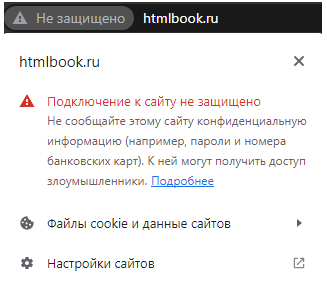 Не защищено htmlbook.ru
htmlbook.ru
Подключение к сайту не защищено
Не сообщайте этому сайту конфиденциальную
информацию (например, пароли и номера
банковских карт). К ней могут получить доступ
злоумышленники. Подробнее
Файлы cookie и данные сайтов
Настройки сайтов